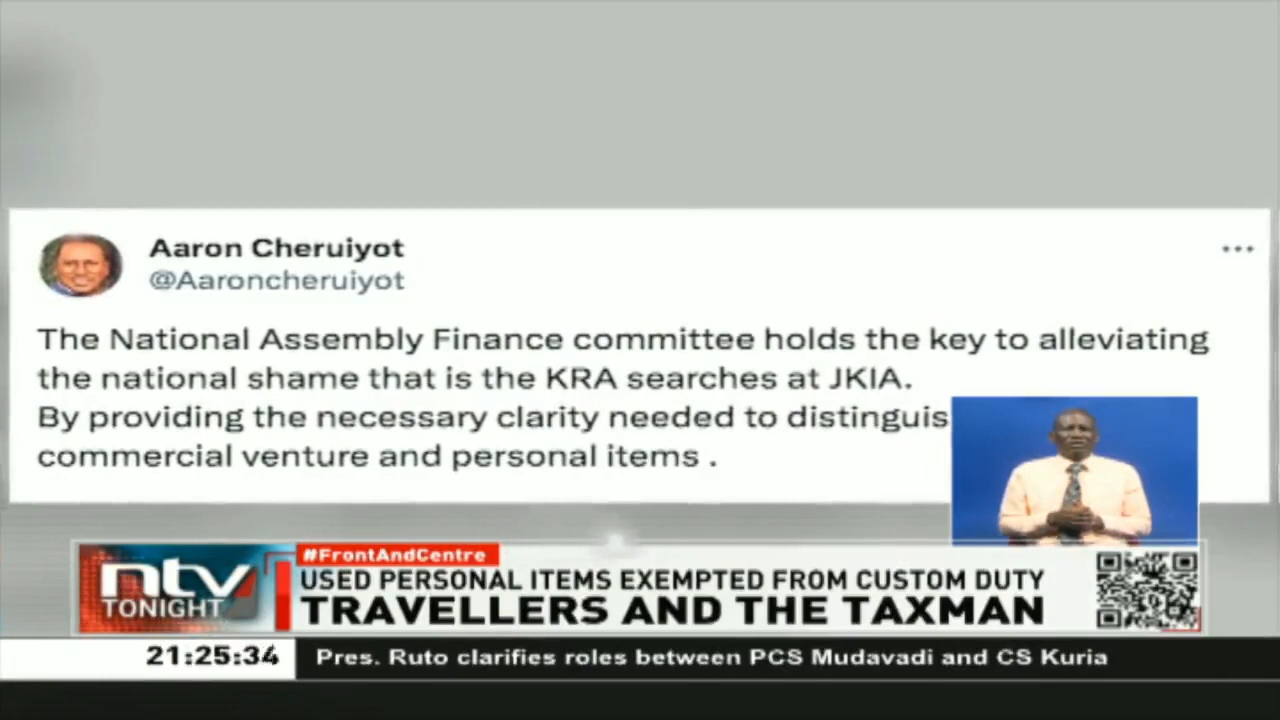 Aaron Cheruiyot
@Aaroncheruiyot
...
The National Assembly Finance committee holds the key to alleviating
the national shame that is the KRA searches at JKIA.
By providing the necessary clarity needed to distinguis
commercial venture and personal items .
ntv
TONIGHT
#FrontAndCentre
USED PERSONAL ITEMS EXEMPTED FROM CUSTOM DUTY
TRAVELLERS AND THE TAXMAN
21:25:34
Pres. Ruto clarifies roles between PCS Mudavadi and CS Kuria